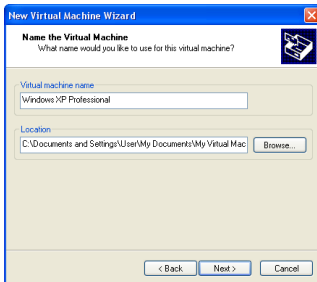 New Virtual Machine Wizard
Name the Virtual Machine
What name would you like to use for this virtual machine?
Virtual machine name
Windows XP Professional
Location
C:\Documents and Settings\User\My Documents\My Virtual Mac
Browse...
< Back
Next >
Cancel